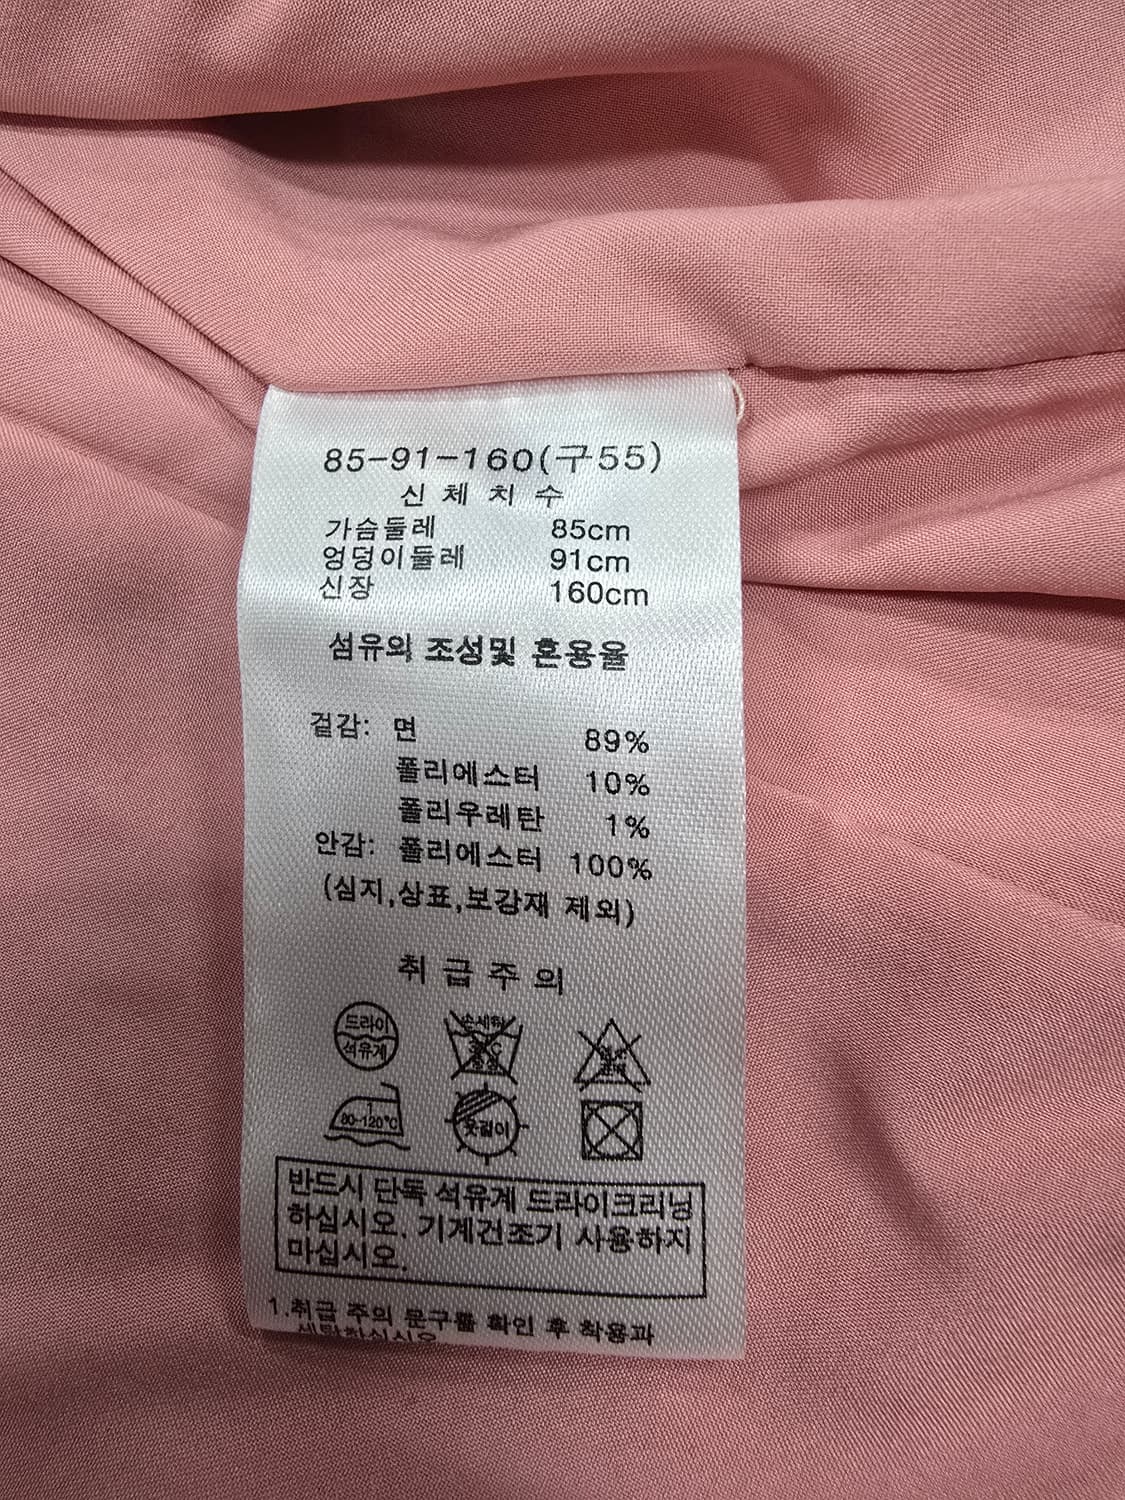 85-91-160(구55)
신 체 치 수
가슴둘레 85cm
엉덩이둘레 91cm
신장 160cm
섬유의 조성및 혼용율
겉감: 면 89%
폴리에스터 10%
폴리우레탄 1%
안감: 폴리에스터 100%
(심지,상표,보강재 제외)
취 급 주 의
드라이
석유계
손세탁
80-120℃
옷걸이
반드시 단독 석유계 드라이크리닝
하십시오. 기계건조기 사용하지
마십시오.
1.취급 주의 문구를 확인 후 착용과